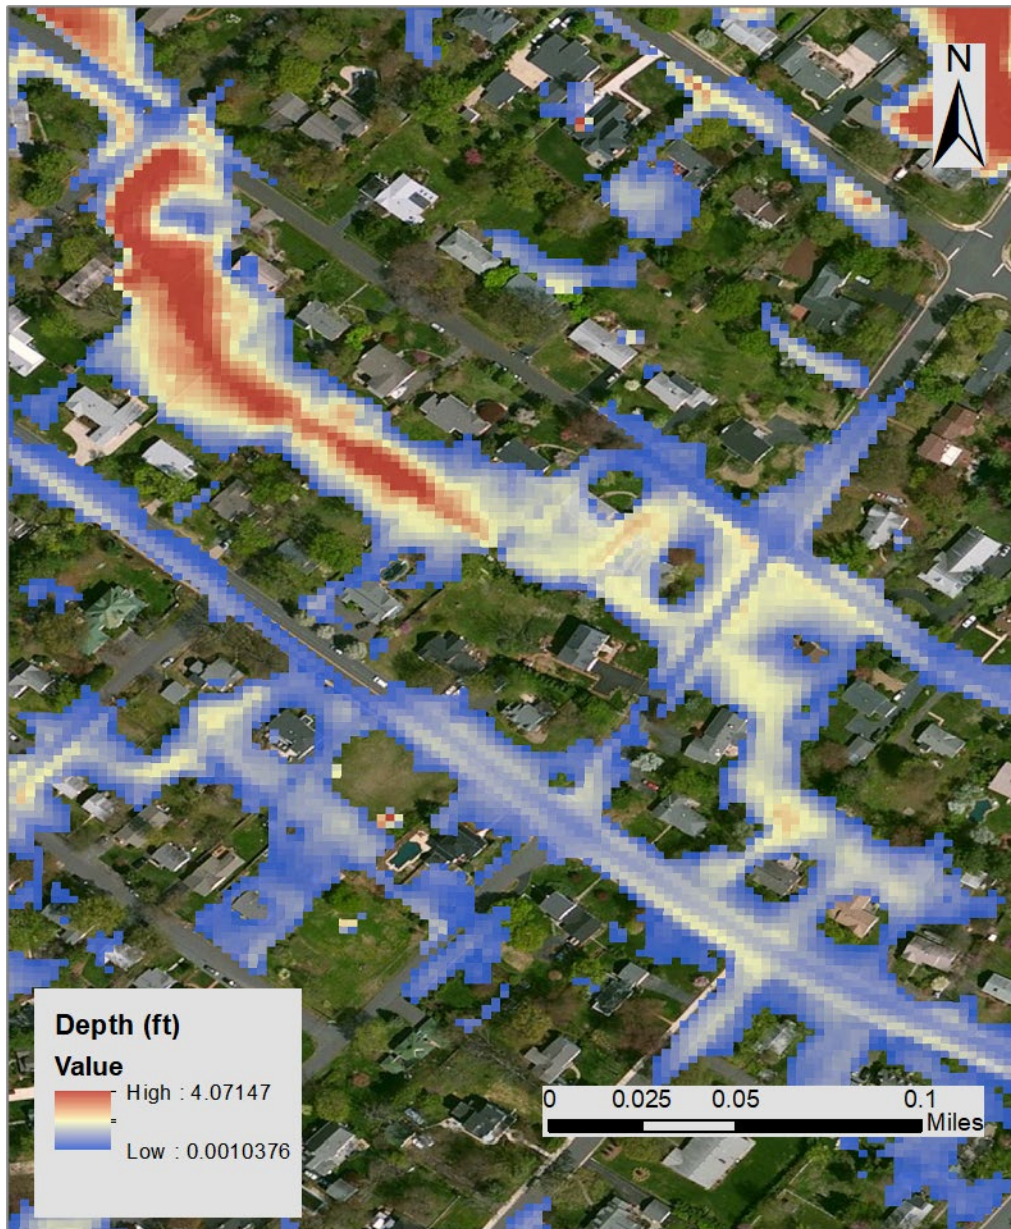 N
Depth (ft)
Value
High : 4.07147
Low : 0.0010376
0 0.025 0.05 0.1
Miles